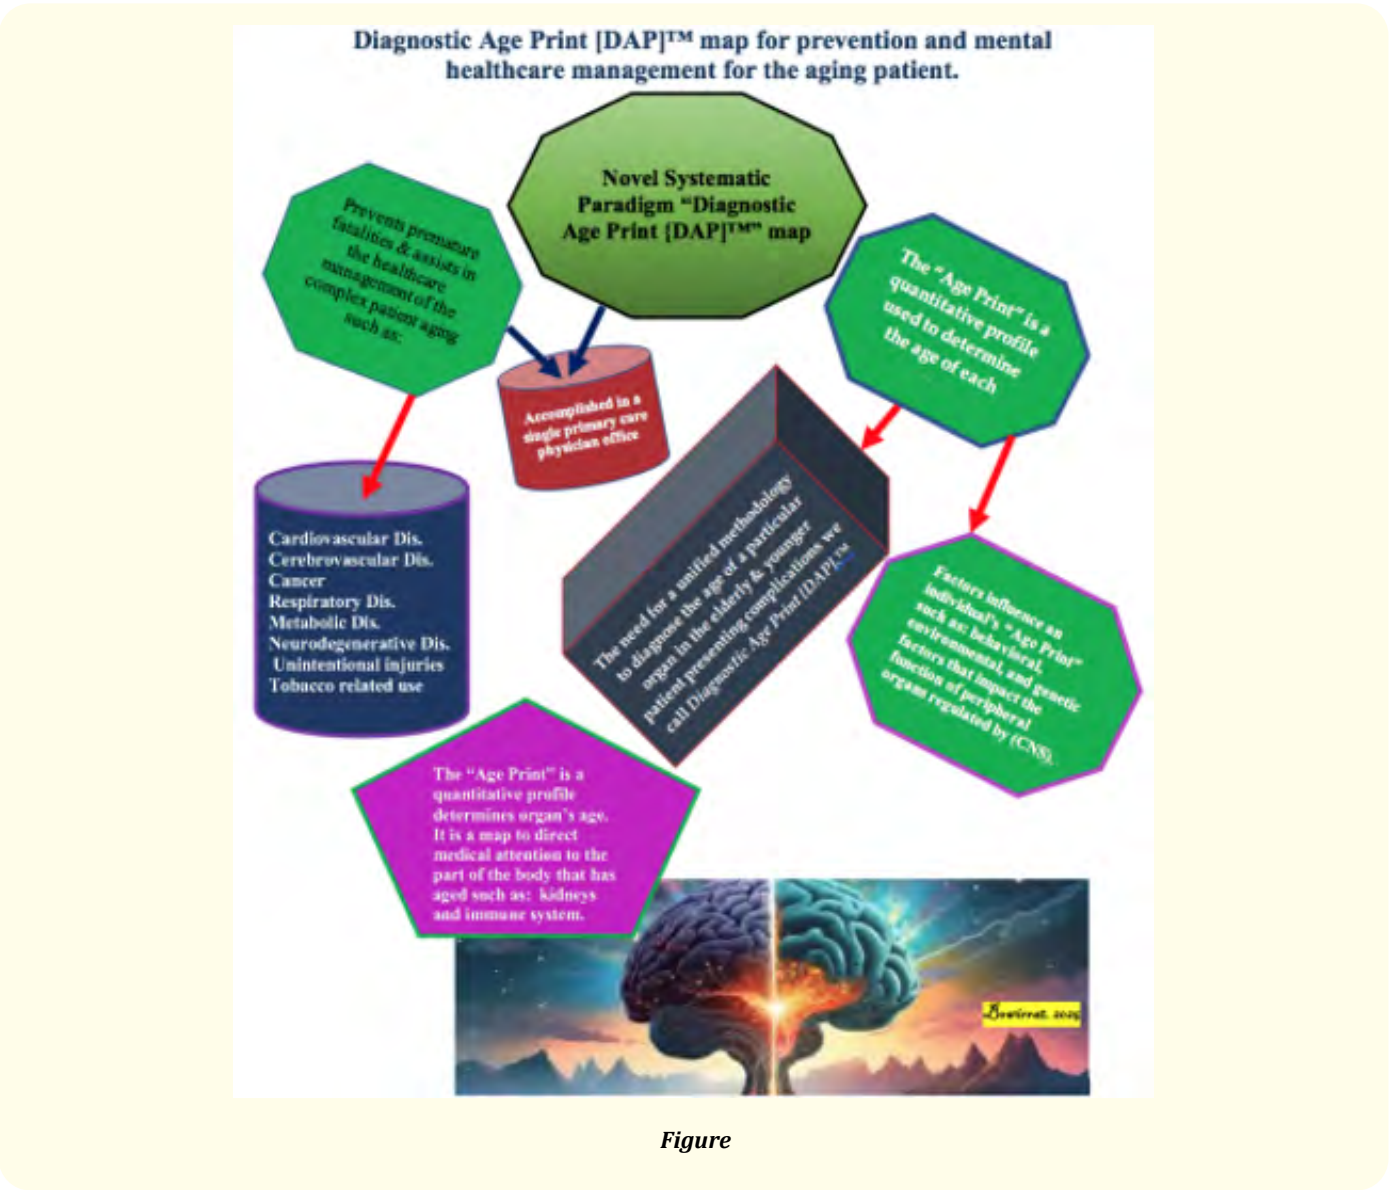 Diagnostic Age Print [DAP]™ map for prevention and mental
healthcare management for the aging patient.
Novel Systematic
Paradigm “Diagnostic
Age Print {DAP]™” map
Prevents premature
fatalities & assists in
the healthcare
management of the
complex patient aging
such as:
The “Age Print” is a
quantitative profile
used to determine
the age of each
Accomplished in a
single primary care
physician office
Cardiovascular Dis.
Cerebrovascular Dis.
Cancer
Respiratory Dis.
Metabolic Dis.
Neurodegenerative Dis.
Unintentional injuries
Tobacco related use
The need for a unified methodology
to diagnose the age of a particular
organ in the elderly & younger
patient presenting complications we
call Diagnostic Age Print [DAP].™
Factors influence an
individual's “Age Print”
such as: behavioral,
environmental, and genetic
factors that impact the
function of peripheral
organs regulated by (CNS).
The “Age Print” is a
quantitative profile
determines organ's age.
It is a map to direct
medical attention to the
part of the body that has
aged such as: kidneys
and immune system.
Figure